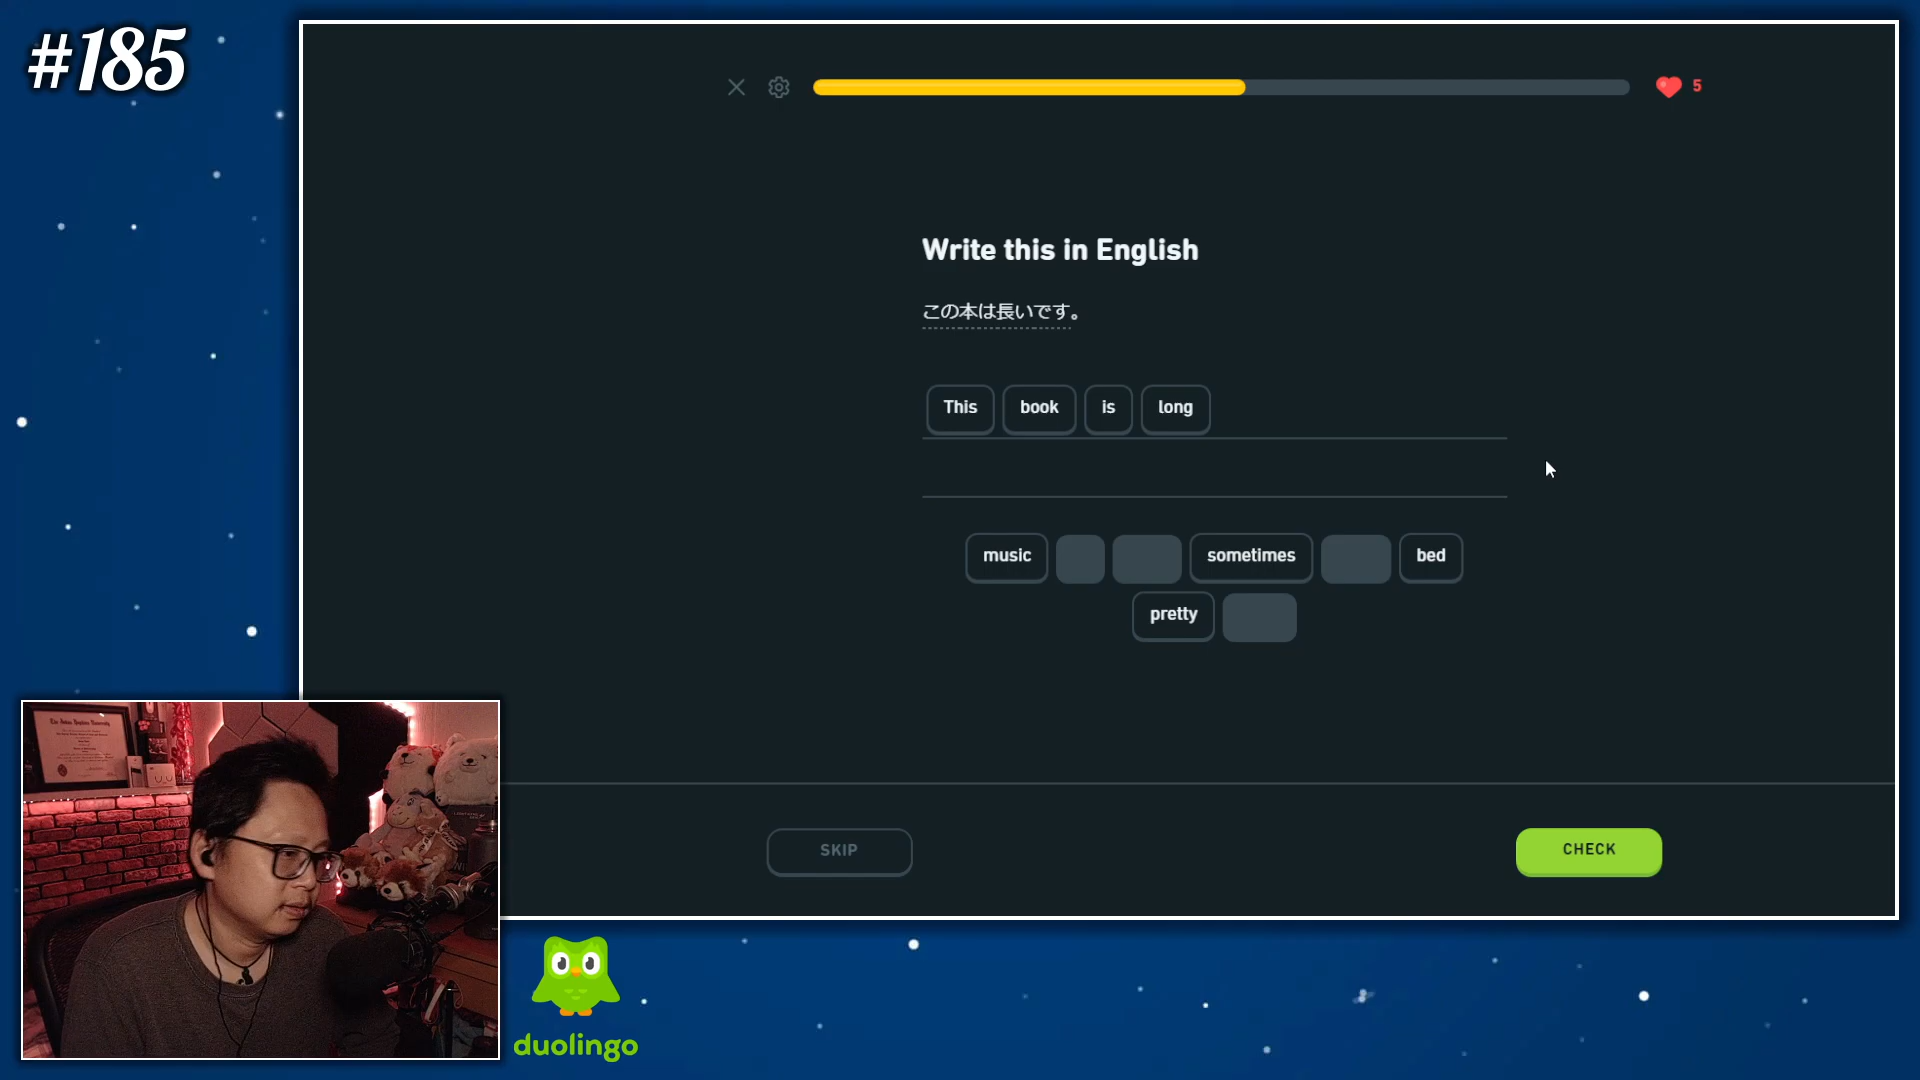 #185
5
Write this in English
この本は長いです。
This book is long
music sometimes bed
pretty
SKIP
CHECK
duolingo